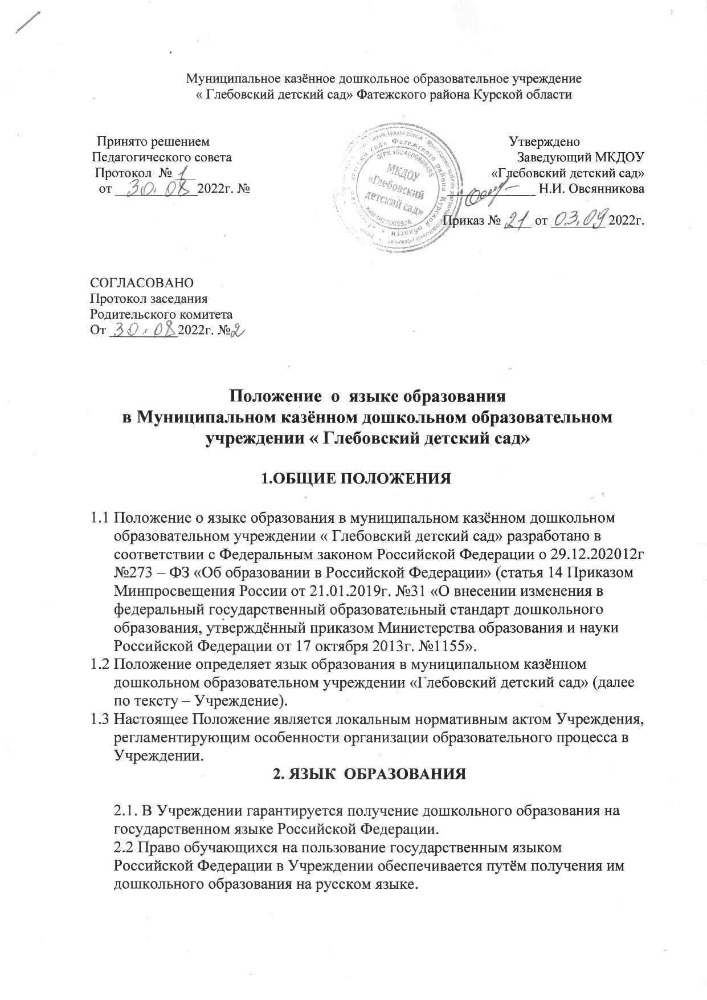 Муниципальное казённое дошкольное образовательное учреждение
« Глебовский детский сад» Фатежского района Курской области
Принято решением
Педагогического совета
Протокол № 1
от 30.08 2022г. №
Утверждено
Заведующий МКДОУ
«Глебовский детский сад»
Н.И. Овсянникова
Приказ № 21 от 03.09 2022г.
МКДОУ
«Глебовский
детский сад»
ОГРН 1024600809485
СОГЛАСОВАНО
Протокол заседания
Родительского комитета
От 30.08 2022г. №2
Положение о языке образования
в Муниципальном казённом дошкольном образовательном
учреждении « Глебовский детский сад»
1.ОБЩИЕ ПОЛОЖЕНИЯ
1.1 Положение о языке образования в муниципальном казённом дошкольном
образовательном учреждении « Глебовский детский сад» разработано в
соответствии с Федеральным законом Российской Федерации о 29.12.202012г
№273 – ФЗ «Об образовании в Российской Федерации» (статья 14 Приказом
Минпросвещения России от 21.01.2019г. №31 «О внесении изменения в
федеральный государственный образовательный стандарт дошкольного
образования, утверждённый приказом Министерства образования и науки
Российской Федерации от 17 октября 2013г. №1155».
1.2 Положение определяет язык образования в муниципальном казённом
дошкольном образовательном учреждении «Глебовский детский сад» (далее
по тексту – Учреждение).
1.3 Настоящее Положение является локальным нормативным актом Учреждения,
регламентирующим особенности организации образовательного процесса в
Учреждении.
2. ЯЗЫК ОБРАЗОВАНИЯ
2.1. В Учреждении гарантируется получение дошкольного образования на
государственном языке Российской Федерации.
2.2 Право обучающихся на пользование государственным языком
Российской Федерации в Учреждении обеспечивается путём получения им
дошкольного образования на русском языке.